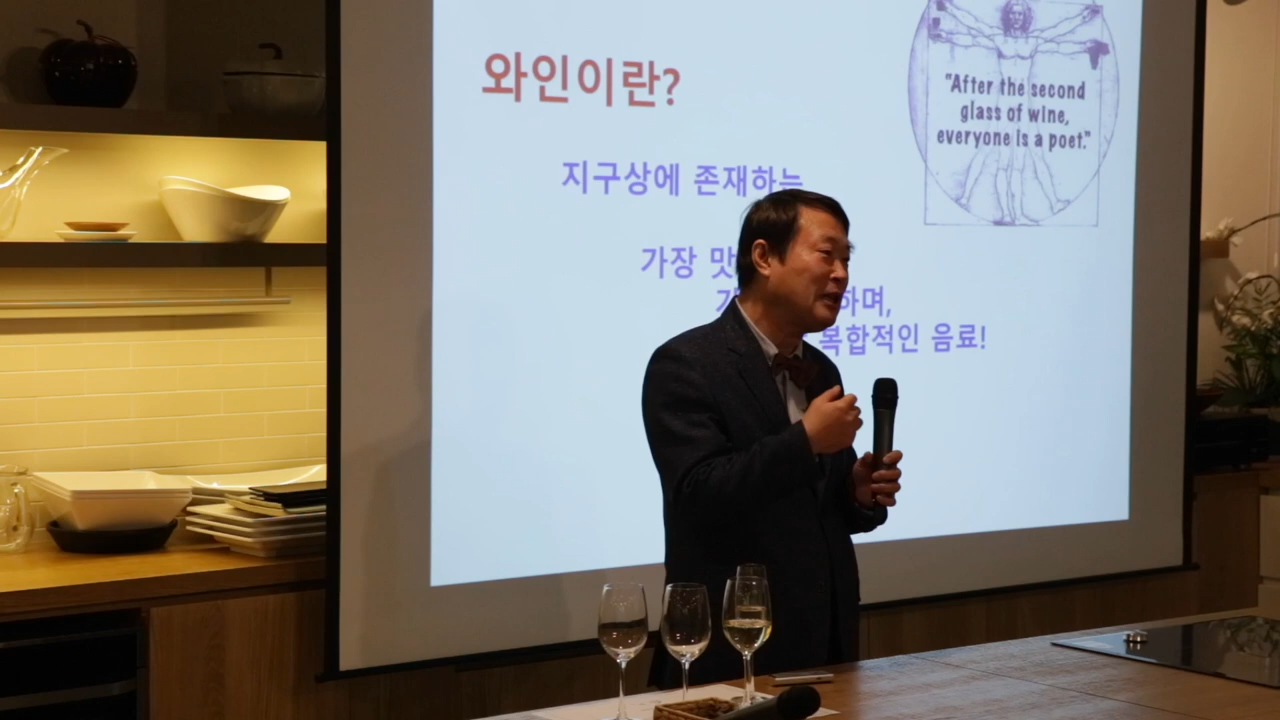 와인이란?
"After the second
glass of wine,
everyone is a poet."
지구상에 존재하는
가장
하며,
복합적인 음료!